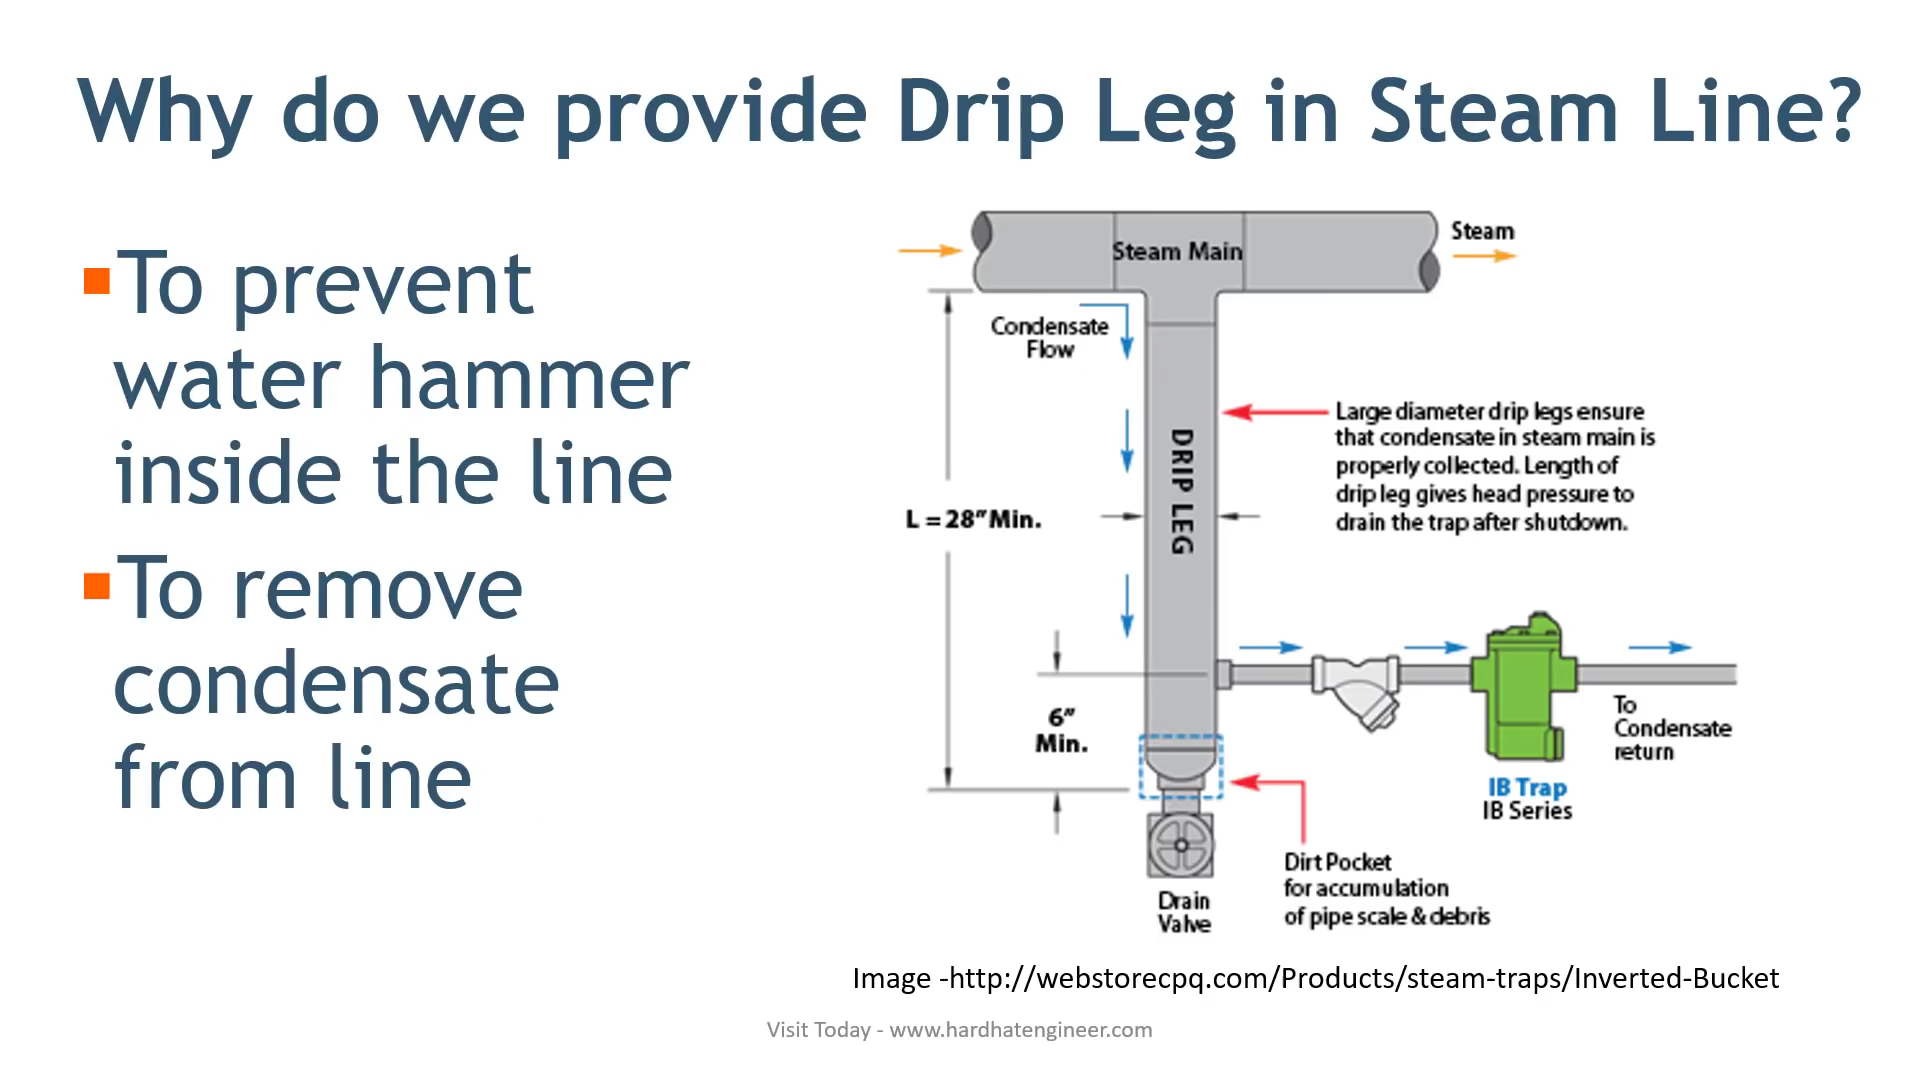 Why do we provide Drip Leg in Steam Line?
To prevent
water hammer
inside the line
To remove
condensate
from line
Steam Main
Steam
Condensate
Flow
DRIP LEG
Large diameter drip legs ensure
that condensate in steam main is
properly collected. Length of
drip leg gives head pressure to
drain the trap after shutdown.
L = 28" Min.
6"
Min.
To
Condensate
return
IB Trap
IB Series
Dirt Pocket
for accumulation
of pipe scale & debris
Drain
Valve
Image -http://webstorecpq.com/Products/steam-traps/Inverted-Bucket
Visit Today - www.hardhatengineer.com